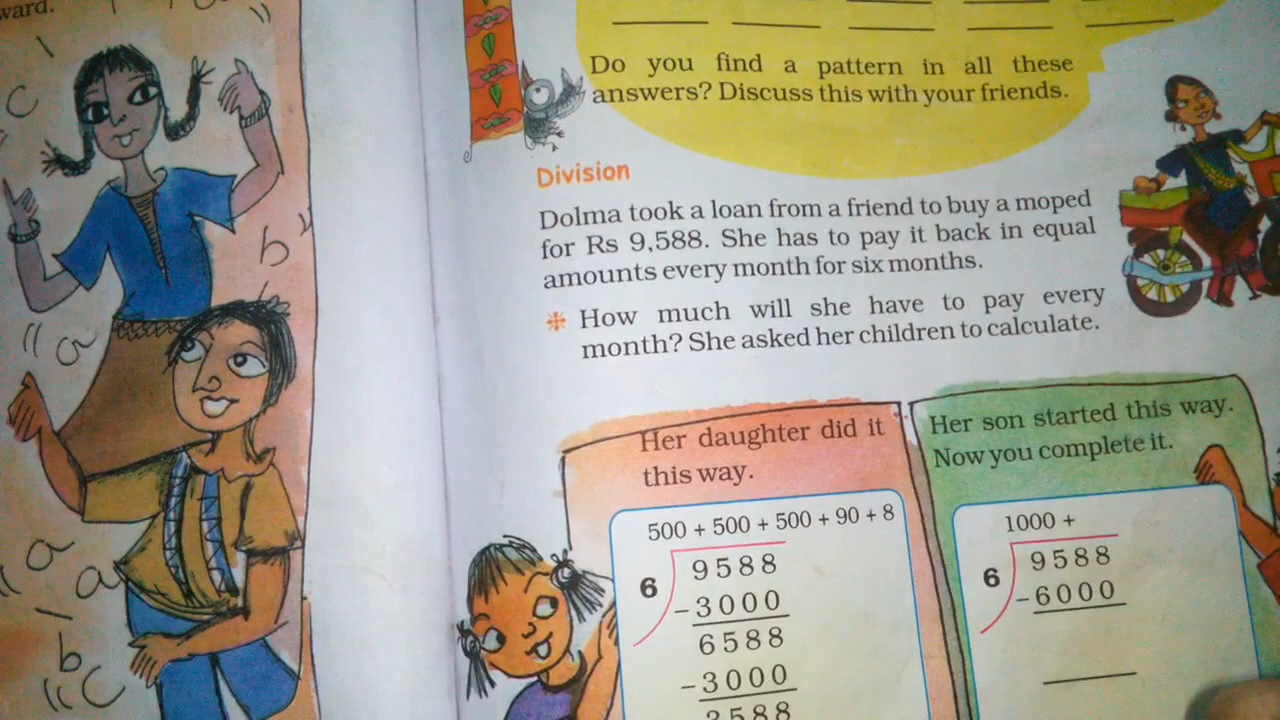 ward.
Do you find a pattern in all these
answers? Discuss this with your friends.
Division
Dolma took a loan from a friend to buy a moped
for Rs 9,588. She has to pay it back in equal
amounts every month for six months.
How much will she have to pay every
month? She asked her children to calculate.
Her daughter did it
this way.
500 + 500 + 500 + 90 + 8
6 9588
−3000
6588
−3000
3588
Her son started this way.
Now you complete it.
1000 +
6 9588
−6000
"
C
b"
"a
"a
a
b
"C